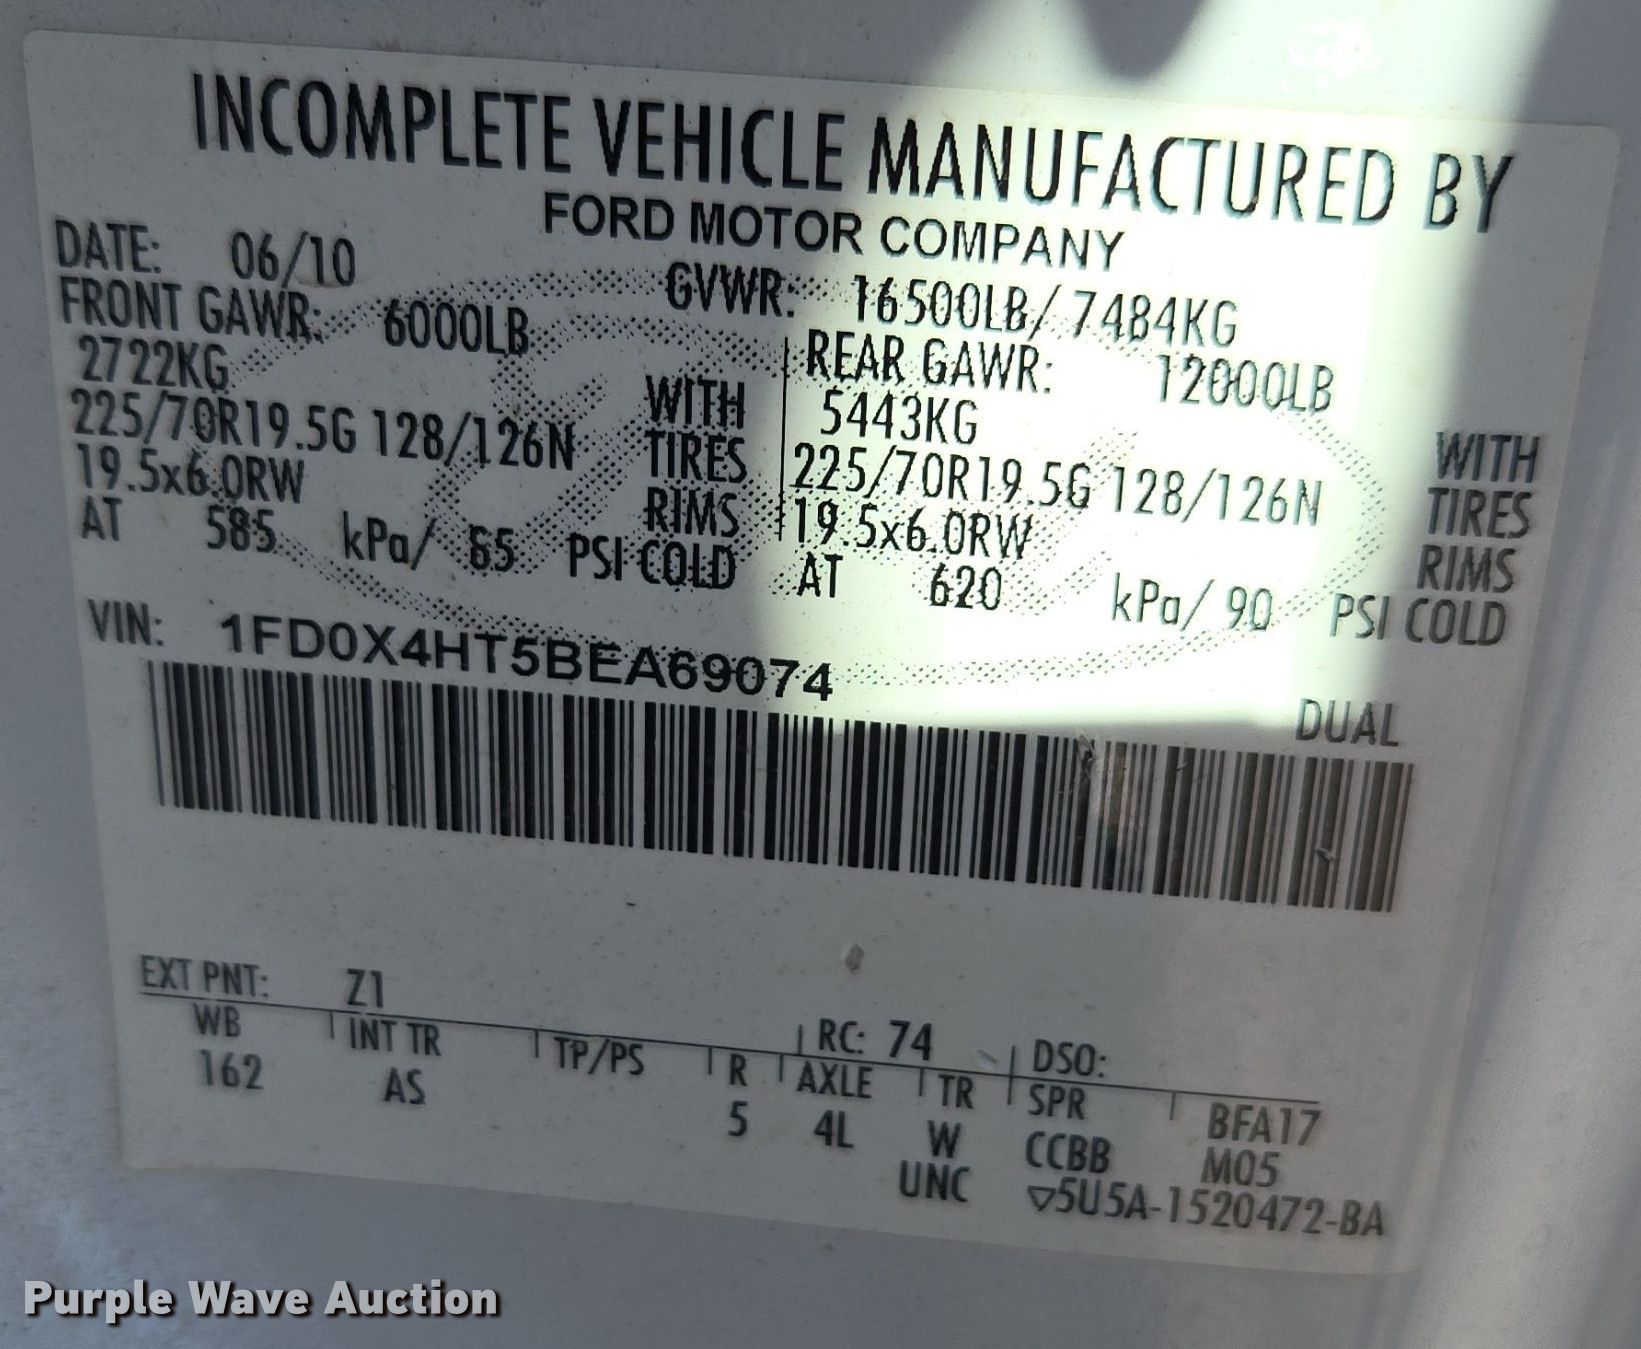 INCOMPLETE VEHICLE MANUFACTURED BY
FORD MOTOR COMPANY
DATE: 06/10
GVWR: 16500LB/ 7484KG
FRONT GAWR: 6000LB
2722KG WITH
225/70R19.5G 128/126N TIRES
19.5x6.0RW RIMS
AT 585 kPa/ 85 PSI COLD
REAR GAWR: 12000LB
5443KG WITH
225/70R19.5G 128/126N TIRES
19.5x6.0RW RIMS
AT 620 kPa/ 90 PSI COLD
VIN: 1FD0X4HT5BEA69074
DUAL
EXT PNT: Z1 RC: 74 DSO:
WB INT TR TP/PS R AXLE TR SPR BFA17
162 AS 5 4L W CCBB M05
UNC ▽5U5A-1520472-BA
Purple Wave Auction